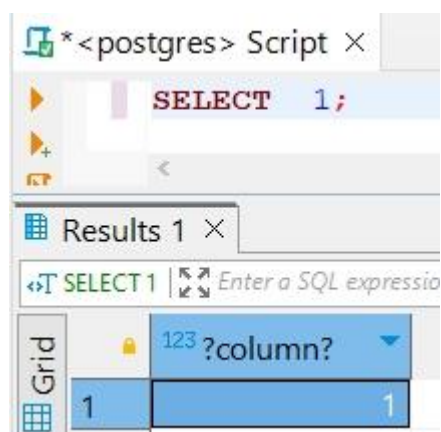 *<postgres> Script ×
SELECT 1;
Results 1 ×
SELECT 1 Enter a SQL expressio
Grid
123 ?column?
1 1